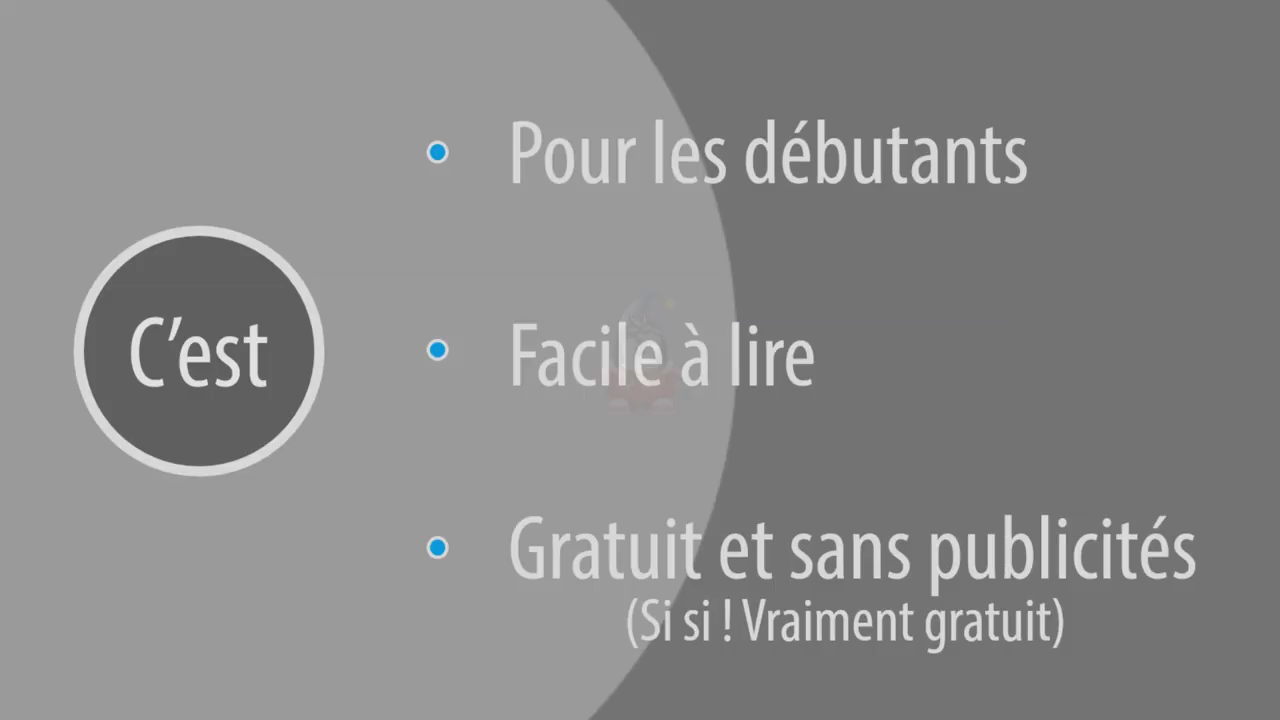 C’est
Pour les débutants
Facile à lire
Gratuit et sans publicités
(Si si ! Vraiment gratuit)